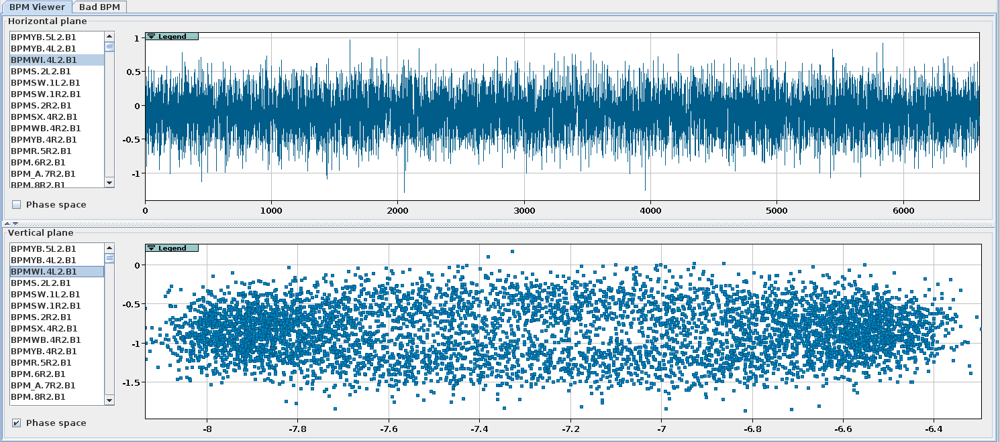 BPM Viewer Bad BPM
Horizontal plane
BPMYB.5L2.B1
BPMYB.4L2.B1
BPMWI.4L2.B1
BPMS.2L2.B1
BPMSW.1L2.B1
BPMSW.1R2.B1
BPMS.2R2.B1
BPMSX.4R2.B1
BPMWB.4R2.B1
BPMYB.4R2.B1
BPMR.5R2.B1
BPM.6R2.B1
BPM_A.7R2.B1
BPM.8R2.B1
Phase space
Legend
1
0.5
0
-0.5
-1
0 1000 2000 3000 4000 5000 6000
Vertical plane
BPMYB.5L2.B1
BPMYB.4L2.B1
BPMWI.4L2.B1
BPMS.2L2.B1
BPMSW.1L2.B1
BPMSW.1R2.B1
BPMS.2R2.B1
BPMSX.4R2.B1
BPMWB.4R2.B1
BPMYB.4R2.B1
BPMR.5R2.B1
BPM.6R2.B1
BPM_A.7R2.B1
BPM.8R2.B1
Phase space
Legend
0
-0.5
-1
-1.5
-8 -7.8 -7.6 -7.4 -7.2 -7 -6.8 -6.6 -6.4